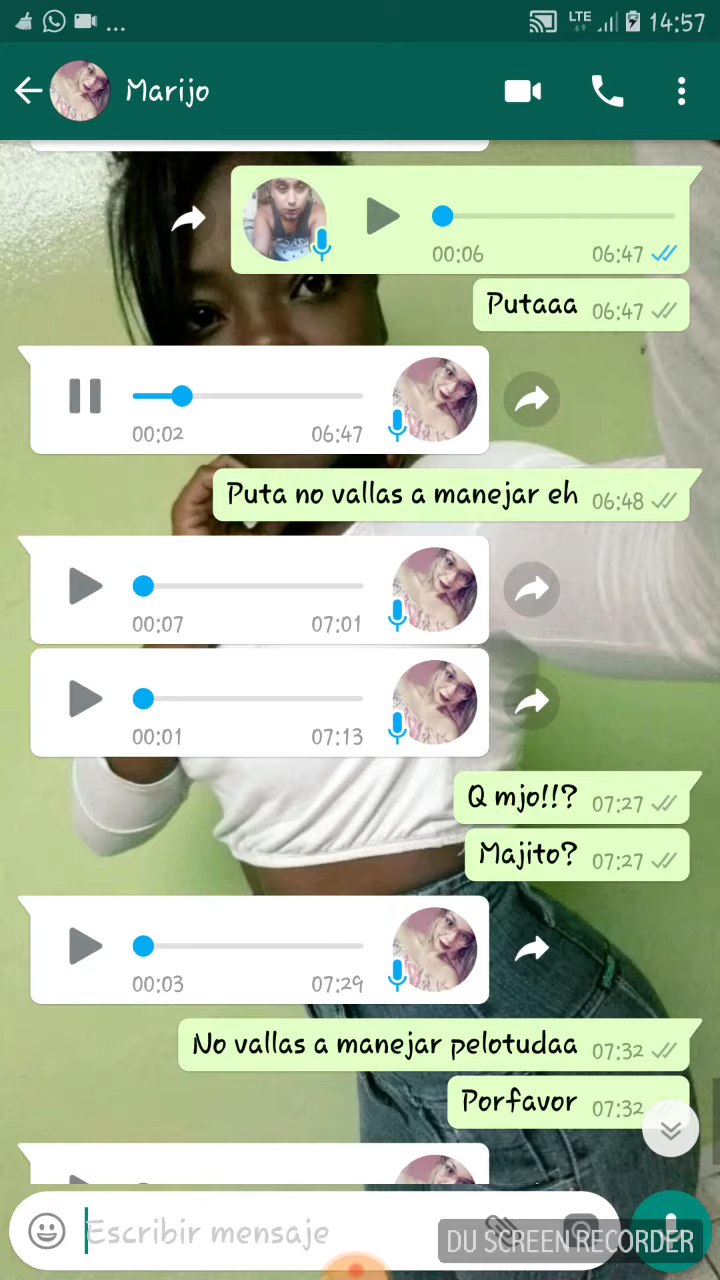 ... LTE 14:57
Marijo
00:06 06:47
Putaaa 06:47
00:02 06:47
Puta no vallas a manejar eh 06:48
00:07 07:01
00:01 07:13
Q mjo!!? 07:27
Majito? 07:27
00:03 07:29
No vallas a manejar pelotudaa 07:32
Porfavor 07:32
Escribir mensaje
DU SCREEN RECORDER